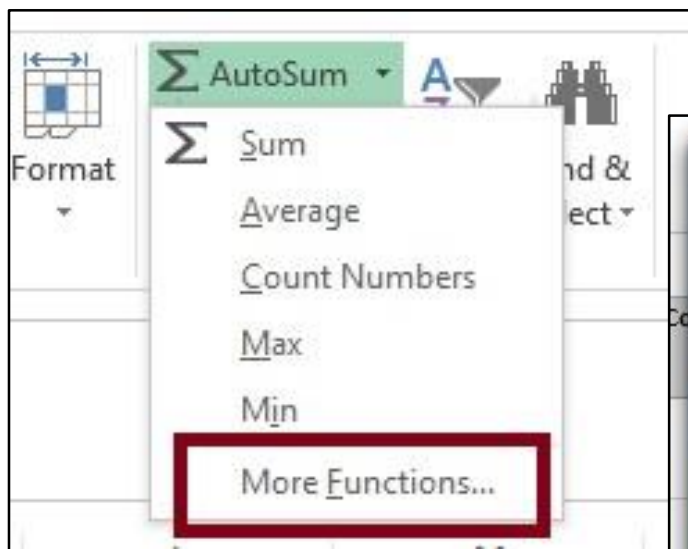 AutoSum
Format
Sum
nd &
ect
Average
Count Numbers
Max
Min
More Functions...